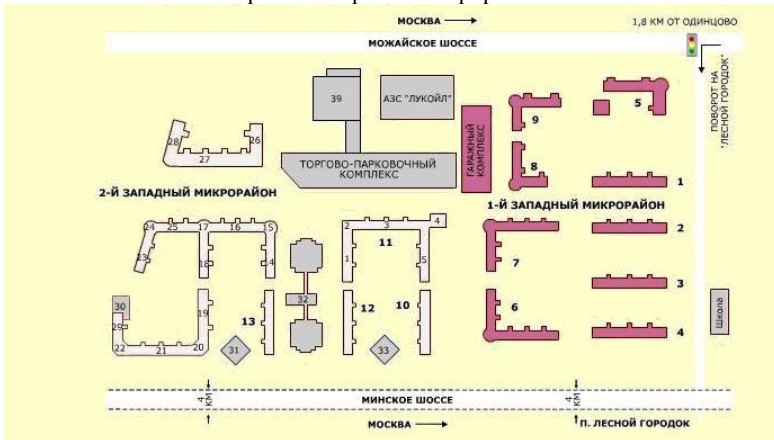 МОСКВА
1,8 КМ ОТ ОДИНЦОВО
МОЖАЙСКОЕ ШОССЕ
ПОВОРОТ НА
"ЛЕСНОЙ ГОРОДОК"
39
АЗС "ЛУКОЙЛ"
ГАРАЖНЫЙ
КОМПЛЕКС
9
5
28
27
26
ТОРГОВО-ПАРКОВОЧНЫЙ
КОМПЛЕКС
8
1
2-Й ЗАПАДНЫЙ МИКРОРАЙОН
1-Й ЗАПАДНЫЙ МИКРОРАЙОН
24
25
17
16
15
2
3
4
11
2
23
18
14
1
5
7
3
30
19
32
12
10
6
Школа
29
13
22
21
20
31
33
4
4
КМ
МИНСКОЕ ШОССЕ
4
КМ
МОСКВА
П. ЛЕСНОЙ ГОРОДОК